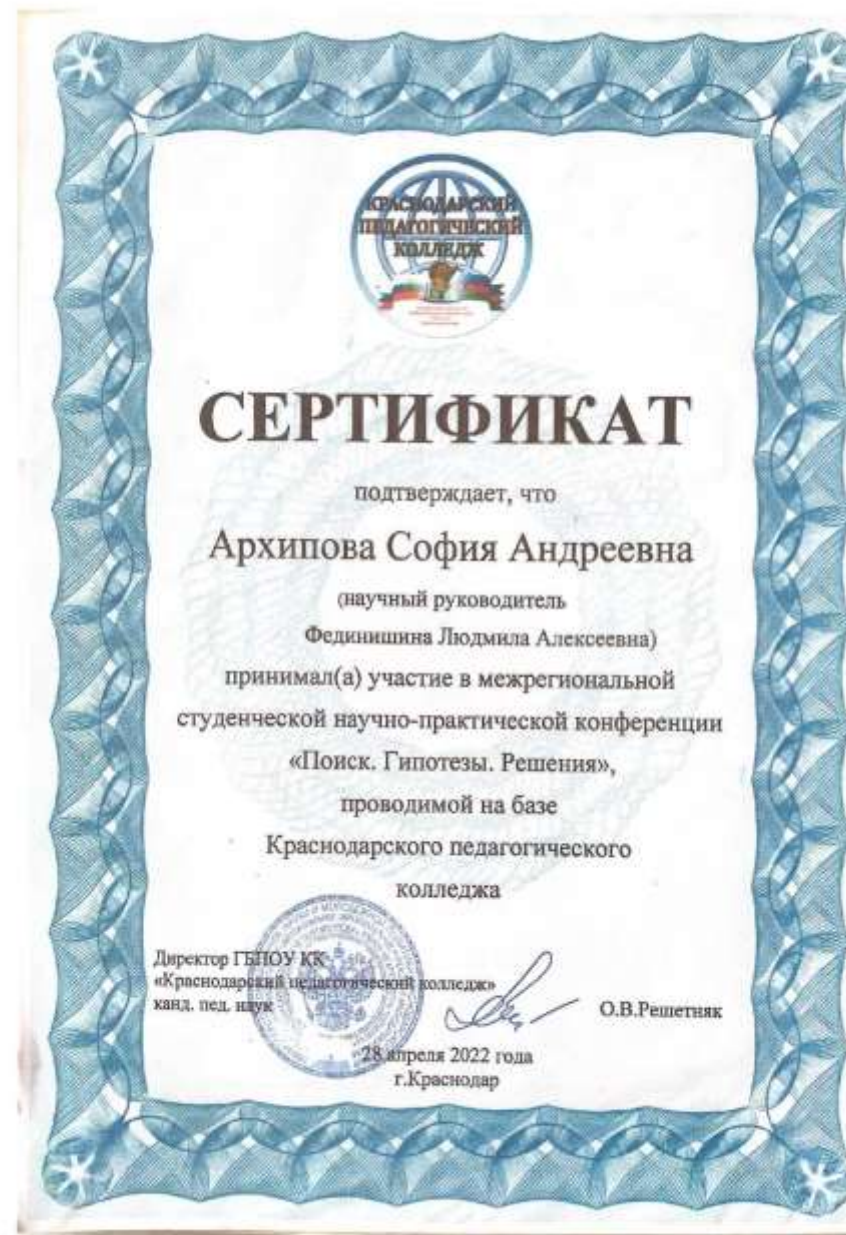 КРАСНОДАРСКИЙ
ПЕДАГОГИЧЕСКИЙ
КОЛЛЕДЖ
СЕРТИФИКАТ
подтверждает, что
Архипова София Андреевна
(научный руководитель
Фединишина Людмила Алексеевна)
принимал(а) участие в межрегиональной
студенческой научно-практической конференции
«Поиск. Гипотезы. Решения»,
проводимой на базе
Краснодарского педагогического
колледжа
Директор ГБПОУ КК
«Краснодарский педагогический колледж»
канд. пед. наук
О.В.Решетняк
28 апреля 2022 года
г.Краснодар